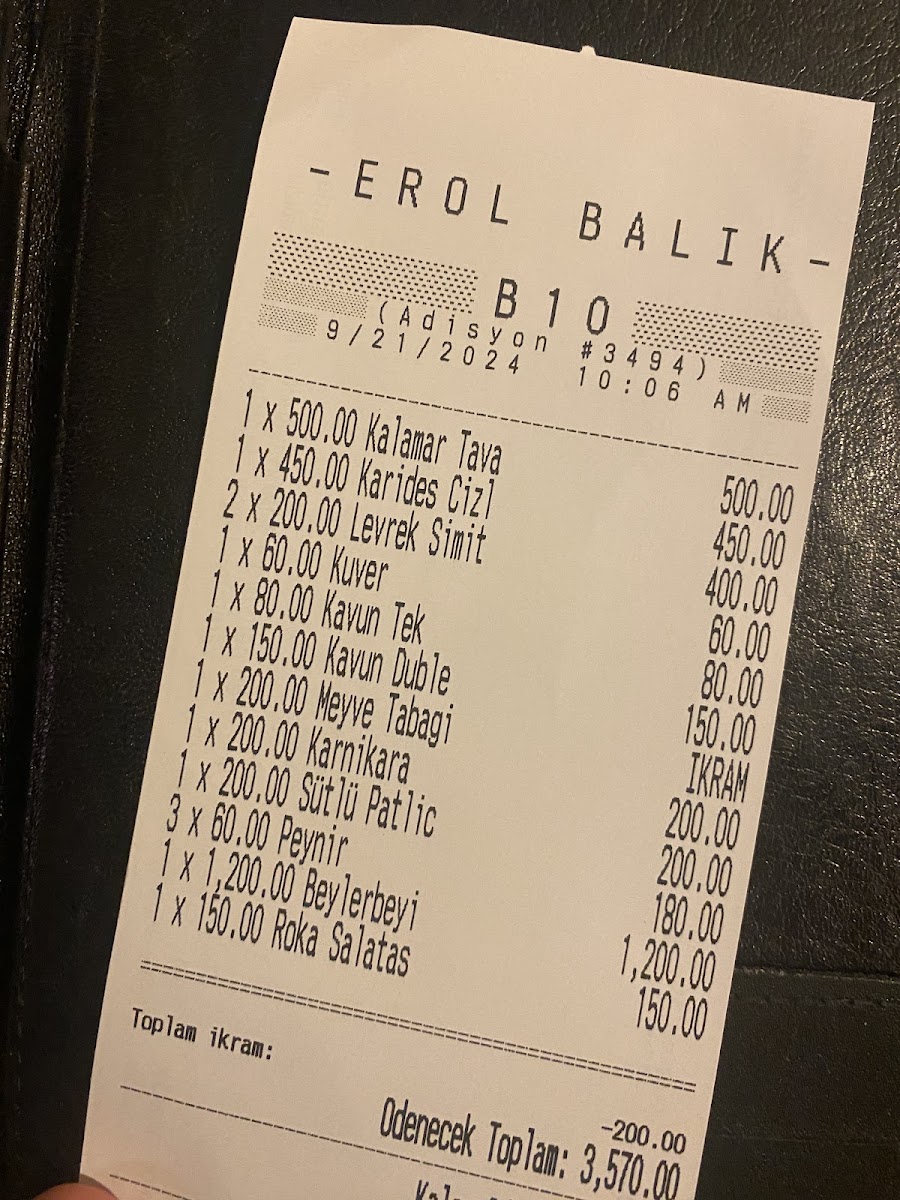 -EROL BALIK-
B10
(Adisyon #3494)
9/21/2024 10:06 AM
1 x 500.00 Kalamar Tava 500.00
1 x 450.00 Karides Cizl 450.00
2 x 200.00 Levrek Simit 400.00
1 x 60.00 Kuver 60.00
1 x 80.00 Kavun Tek 80.00
1 x 150.00 Kavun Duble 150.00
1 x 200.00 Meyve Tabagi IKRAM
1 x 200.00 Karnikara 200.00
1 x 200.00 Sütlü Patlic 200.00
3 x 60.00 Peynir 180.00
1 x 1,200.00 Beylerbeyi 1,200.00
1 x 150.00 Roka Salatas 150.00
Toplam ikram: -200.00
Odenecek Toplam: 3,570.00